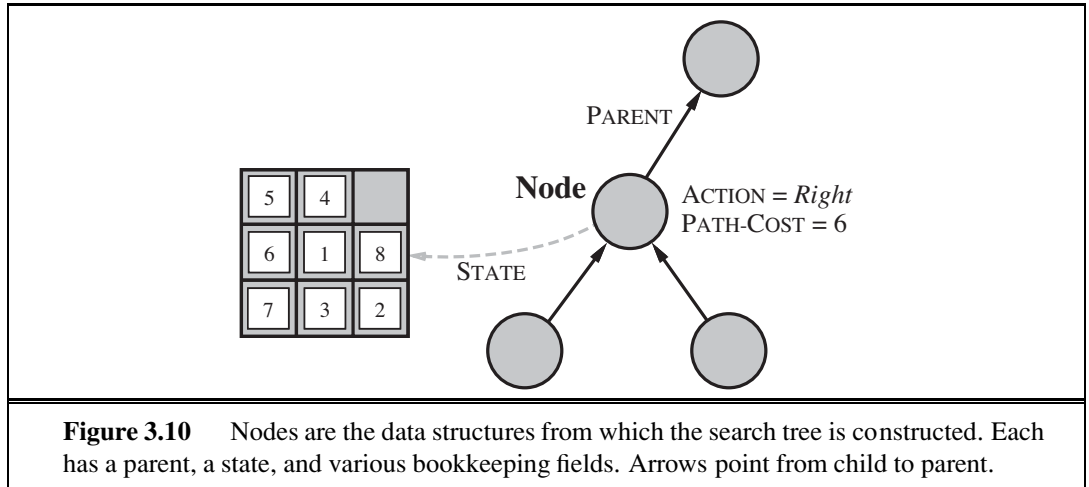 PARENT
Node
ACTION = Right
PATH-COST = 6
5 4
6 1 8
STATE
7 3 2
Figure 3.10 Nodes are the data structures from which the search tree is constructed. Each
has a parent, a state, and various bookkeeping fields. Arrows point from child to parent.